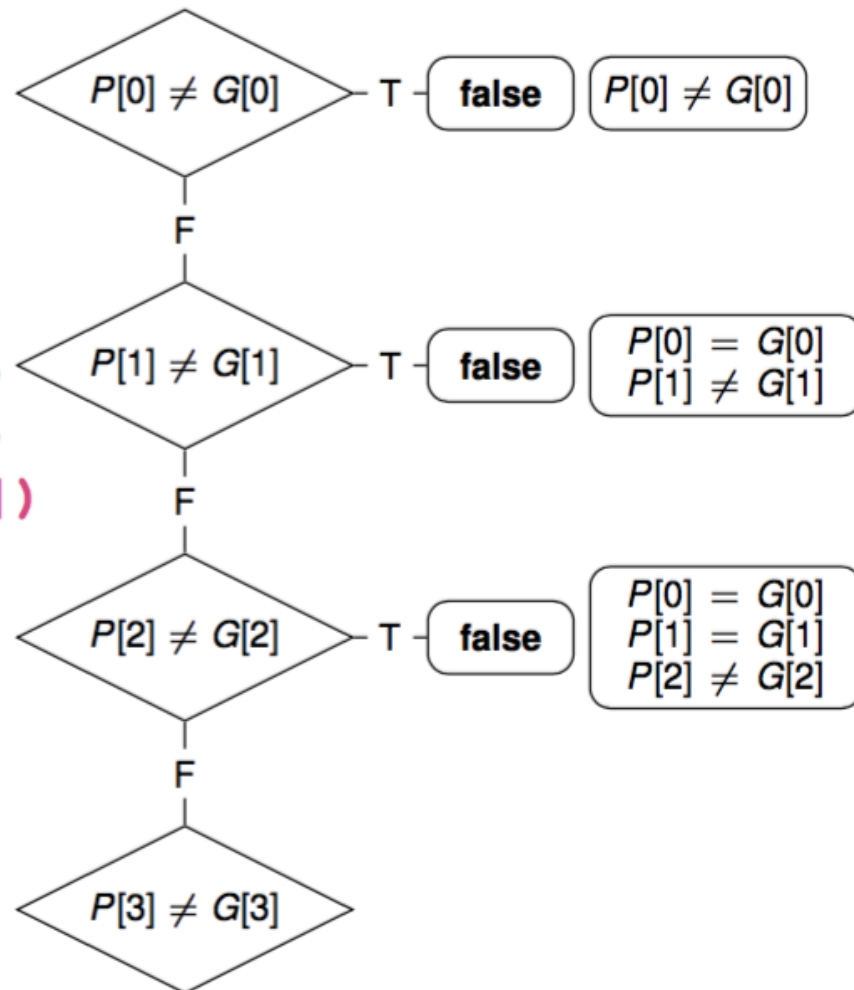 P[0] ≠ G[0] T false P[0] ≠ G[0]
F
P[1] ≠ G[1] T false P[0] = G[0]
P[1] ≠ G[1]
F
)
P[2] ≠ G[2] T false P[0] = G[0]
P[1] = G[1]
P[2] ≠ G[2]
F
P[3] ≠ G[3]